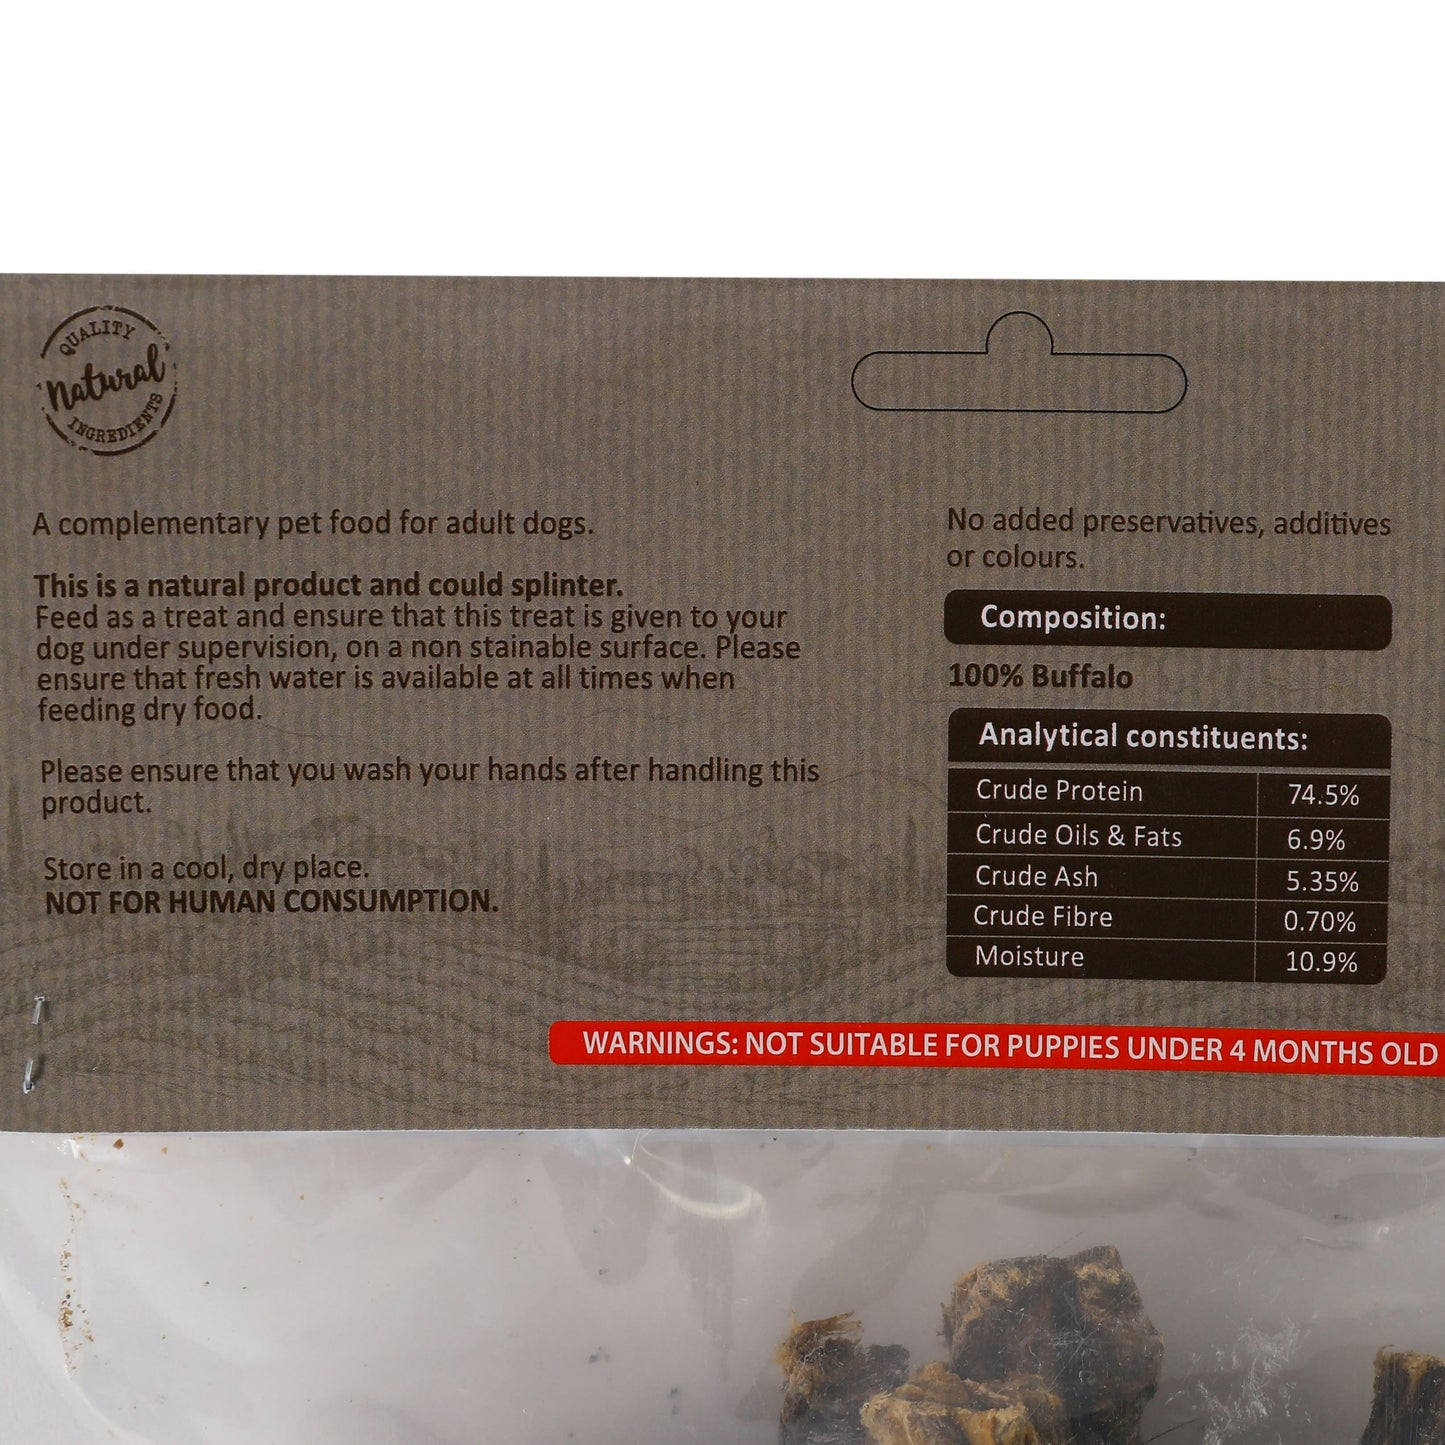 QUALITY
Natural
INGREDIENTS
A complementary pet food for adult dogs.
This is a natural product and could splinter.
Feed as a treat and ensure that this treat is given to your
dog under supervision, on a non stainable surface. Please
ensure that fresh water is available at all times when
feeding dry food.
Please ensure that you wash your hands after handling this
product.
Store in a cool, dry place.
NOT FOR HUMAN CONSUMPTION.
No added preservatives, additives
or colours.
Composition:
100% Buffalo
Analytical constituents:
Crude Protein 74.5%
Crude Oils & Fats 6.9%
Crude Ash 5.35%
Crude Fibre 0.70%
Moisture 10.9%
WARNINGS: NOT SUITABLE FOR PUPPIES UNDER 4 MONTHS OLD